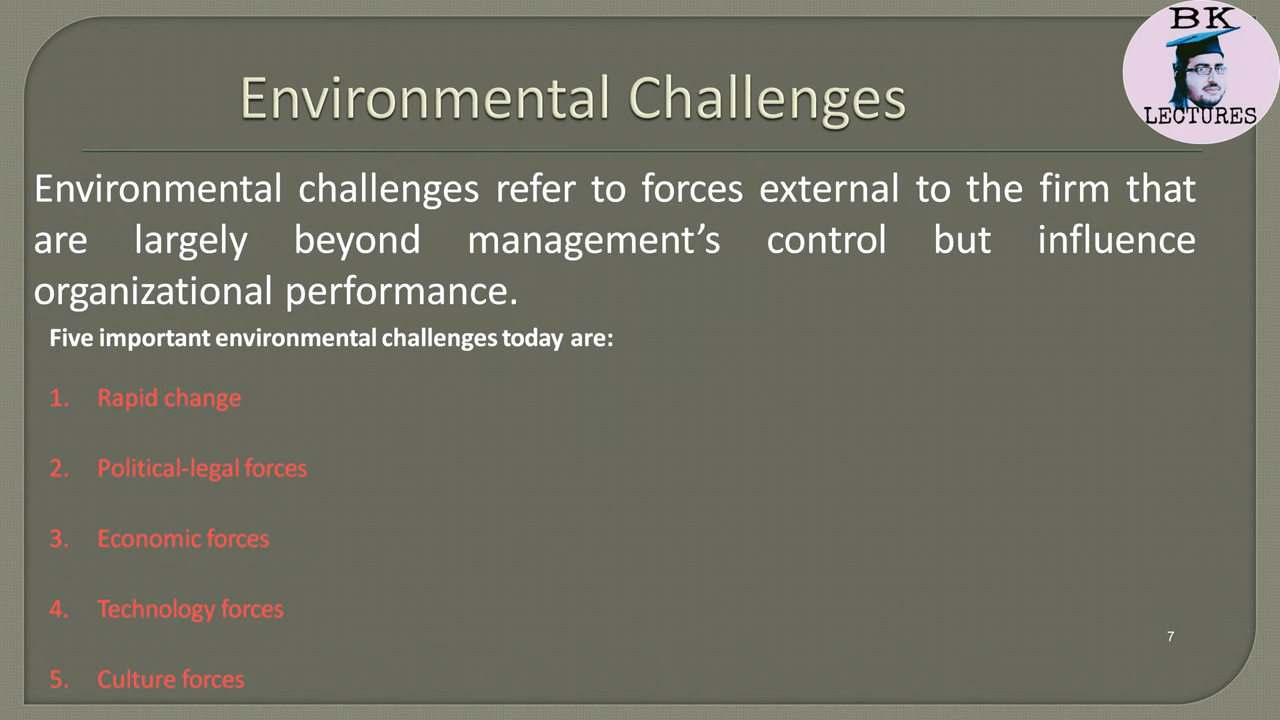 BK
LECTURES
Environmental Challenges
Environmental challenges refer to forces external to the firm that
are largely beyond management’s control but influence
organizational performance.
Five important environmental challenges today are:
1. Rapid change
2. Political-legal forces
3. Economic forces
4. Technology forces
7
5. Culture forces